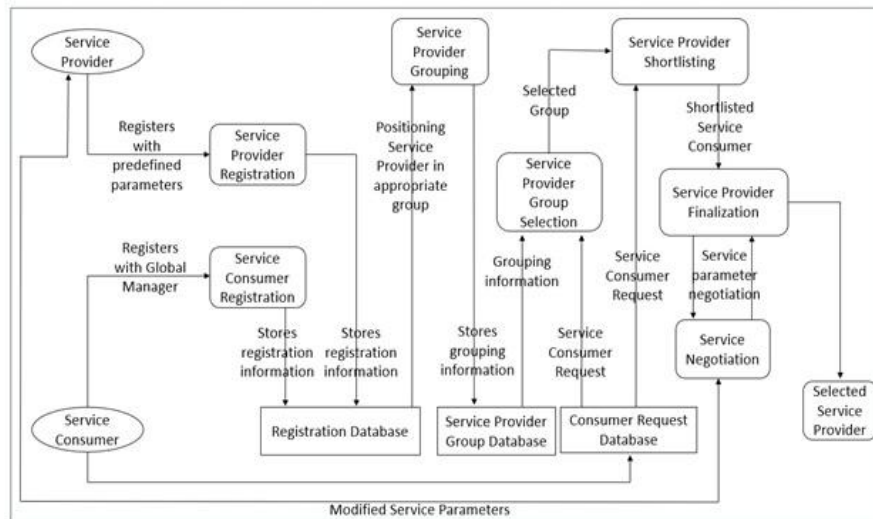 Service
Provider
Service
Provider
Grouping
Service Provider
Shortlisting
Selected
Group
Shortlisted
Service
Consumer
Registers
with
predefined
parameters
Service
Provider
Registration
Positioning
Service
Provider in
appropriate
group
Service
Provider
Group
Selection
Service Provider
Finalization
Registers
with Global
Manager
Service
Consumer
Registration
Grouping
information
Service
Consumer
Request
Service
parameter
negotiation
Stores
registration
information
Stores
registration
information
Stores
grouping
information
Service
Consumer
Request
Service
Negotiation
Selected
Service
Provider
Service
Consumer
Registration Database
Service Provider
Group Database
Consumer Request
Database
Modified Service Parameters